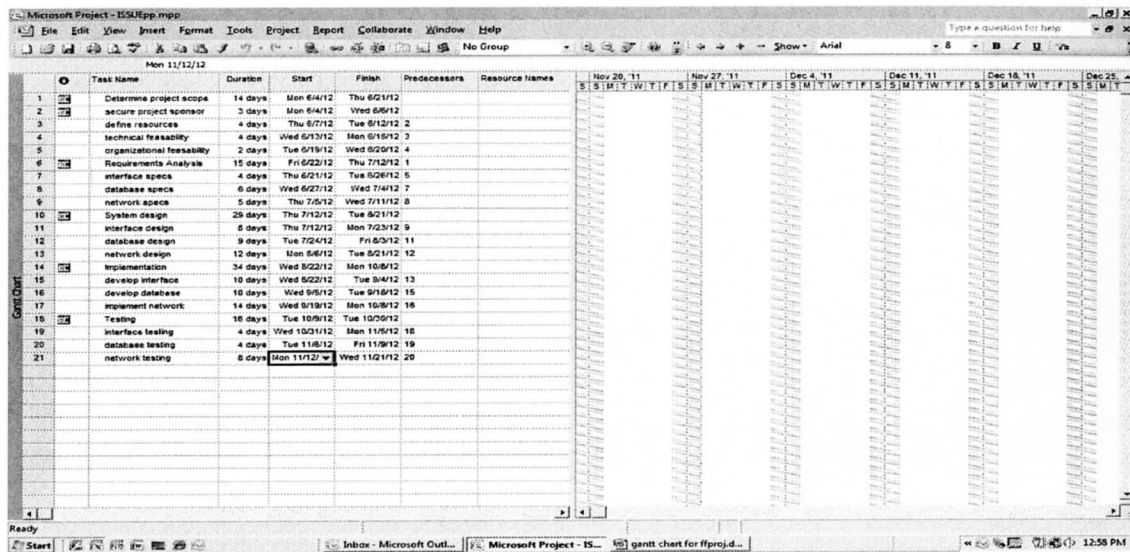 Microsoft Project - ISSUEpp.mpp
File Edit View Insert Format Tools Project Report Collaborate Window Help Type a question for help
No Group Show Arial 8 B I U
Mon 11/12/12
Task Name Duration Start Finish Predecessors Resource Names Nov 20, '11 Nov 27, '11 Dec 4, '11 Dec 11, '11 Dec 18, '11 Dec 25,
S S M T W T F S S M T W T F S S M T W T F S S M T W T F S S M T W T F S S M T
1 Determine project scope 14 days Mon 6/4/12 Thu 6/21/12
2 secure project sponsor 3 days Mon 6/4/12 Wed 6/6/12
3 define resources 4 days Thu 6/7/12 Tue 6/12/12 2
4 technical feasability 4 days Wed 6/13/12 Mon 6/18/12 3
5 organizational feasability 2 days Tue 6/19/12 Wed 6/20/12 4
6 Requirements Analysis 15 days Fri 6/22/12 Thu 7/12/12 1
7 interface specs 4 days Thu 6/21/12 Tue 6/26/12 5
8 database specs 6 days Wed 6/27/12 Wed 7/4/12 7
9 network specs 5 days Thu 7/5/12 Wed 7/11/12 8
10 System design 29 days Thu 7/12/12 Tue 8/21/12
11 interface design 8 days Thu 7/12/12 Mon 7/23/12 9
12 database design 9 days Tue 7/24/12 Fri 8/3/12 11
13 network design 12 days Mon 8/6/12 Tue 8/21/12 12
14 Implementation 34 days Wed 8/22/12 Mon 10/8/12
15 develop interface 10 days Wed 8/22/12 Tue 9/4/12 13
16 develop database 10 days Wed 9/5/12 Tue 9/18/12 15
17 implement network 14 days Wed 9/19/12 Mon 10/8/12 16
18 Testing 16 days Tue 10/9/12 Tue 10/30/12
19 interface testing 4 days Wed 10/31/12 Mon 11/5/12 18
20 database testing 4 days Tue 11/6/12 Fri 11/9/12 19
21 network testing 8 days Mon 11/12/ Wed 11/21/12 20
Gantt Chart
Ready
Start Inbox - Microsoft Outl... Microsoft Project - IS... gantt chart for ffproj.d... 12:58 PM